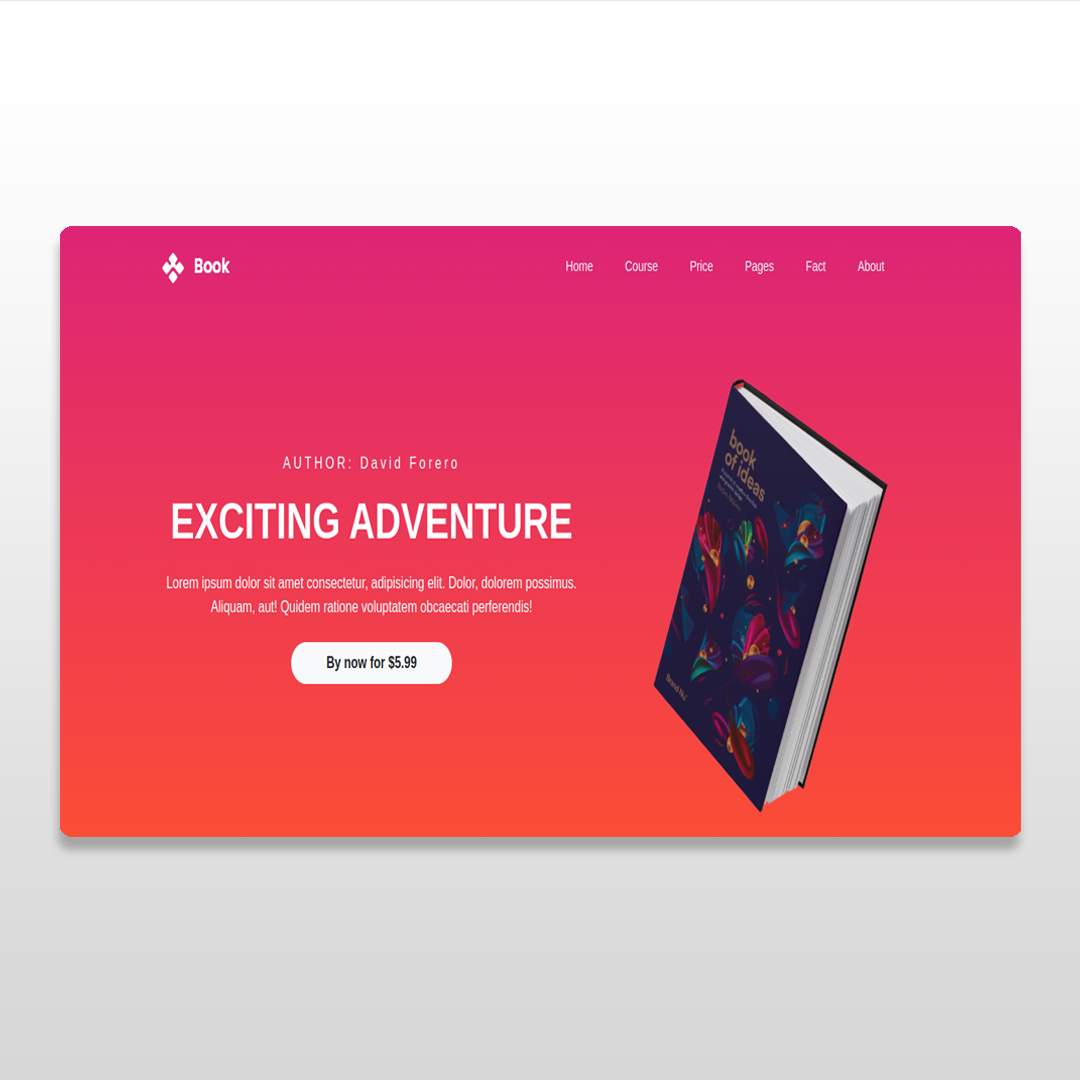 Book
Home Course Price Pages Fact About
AUTHOR: David Forero
EXCITING ADVENTURE
Lorem ipsum dolor sit amet consectetur, adipisicing elit. Dolor, dolorem possimus.
Aliquam, aut! Quidem ratione voluptatem obcaecati perferendis!
By now for $5.99
book
of ideas
Brand Nu